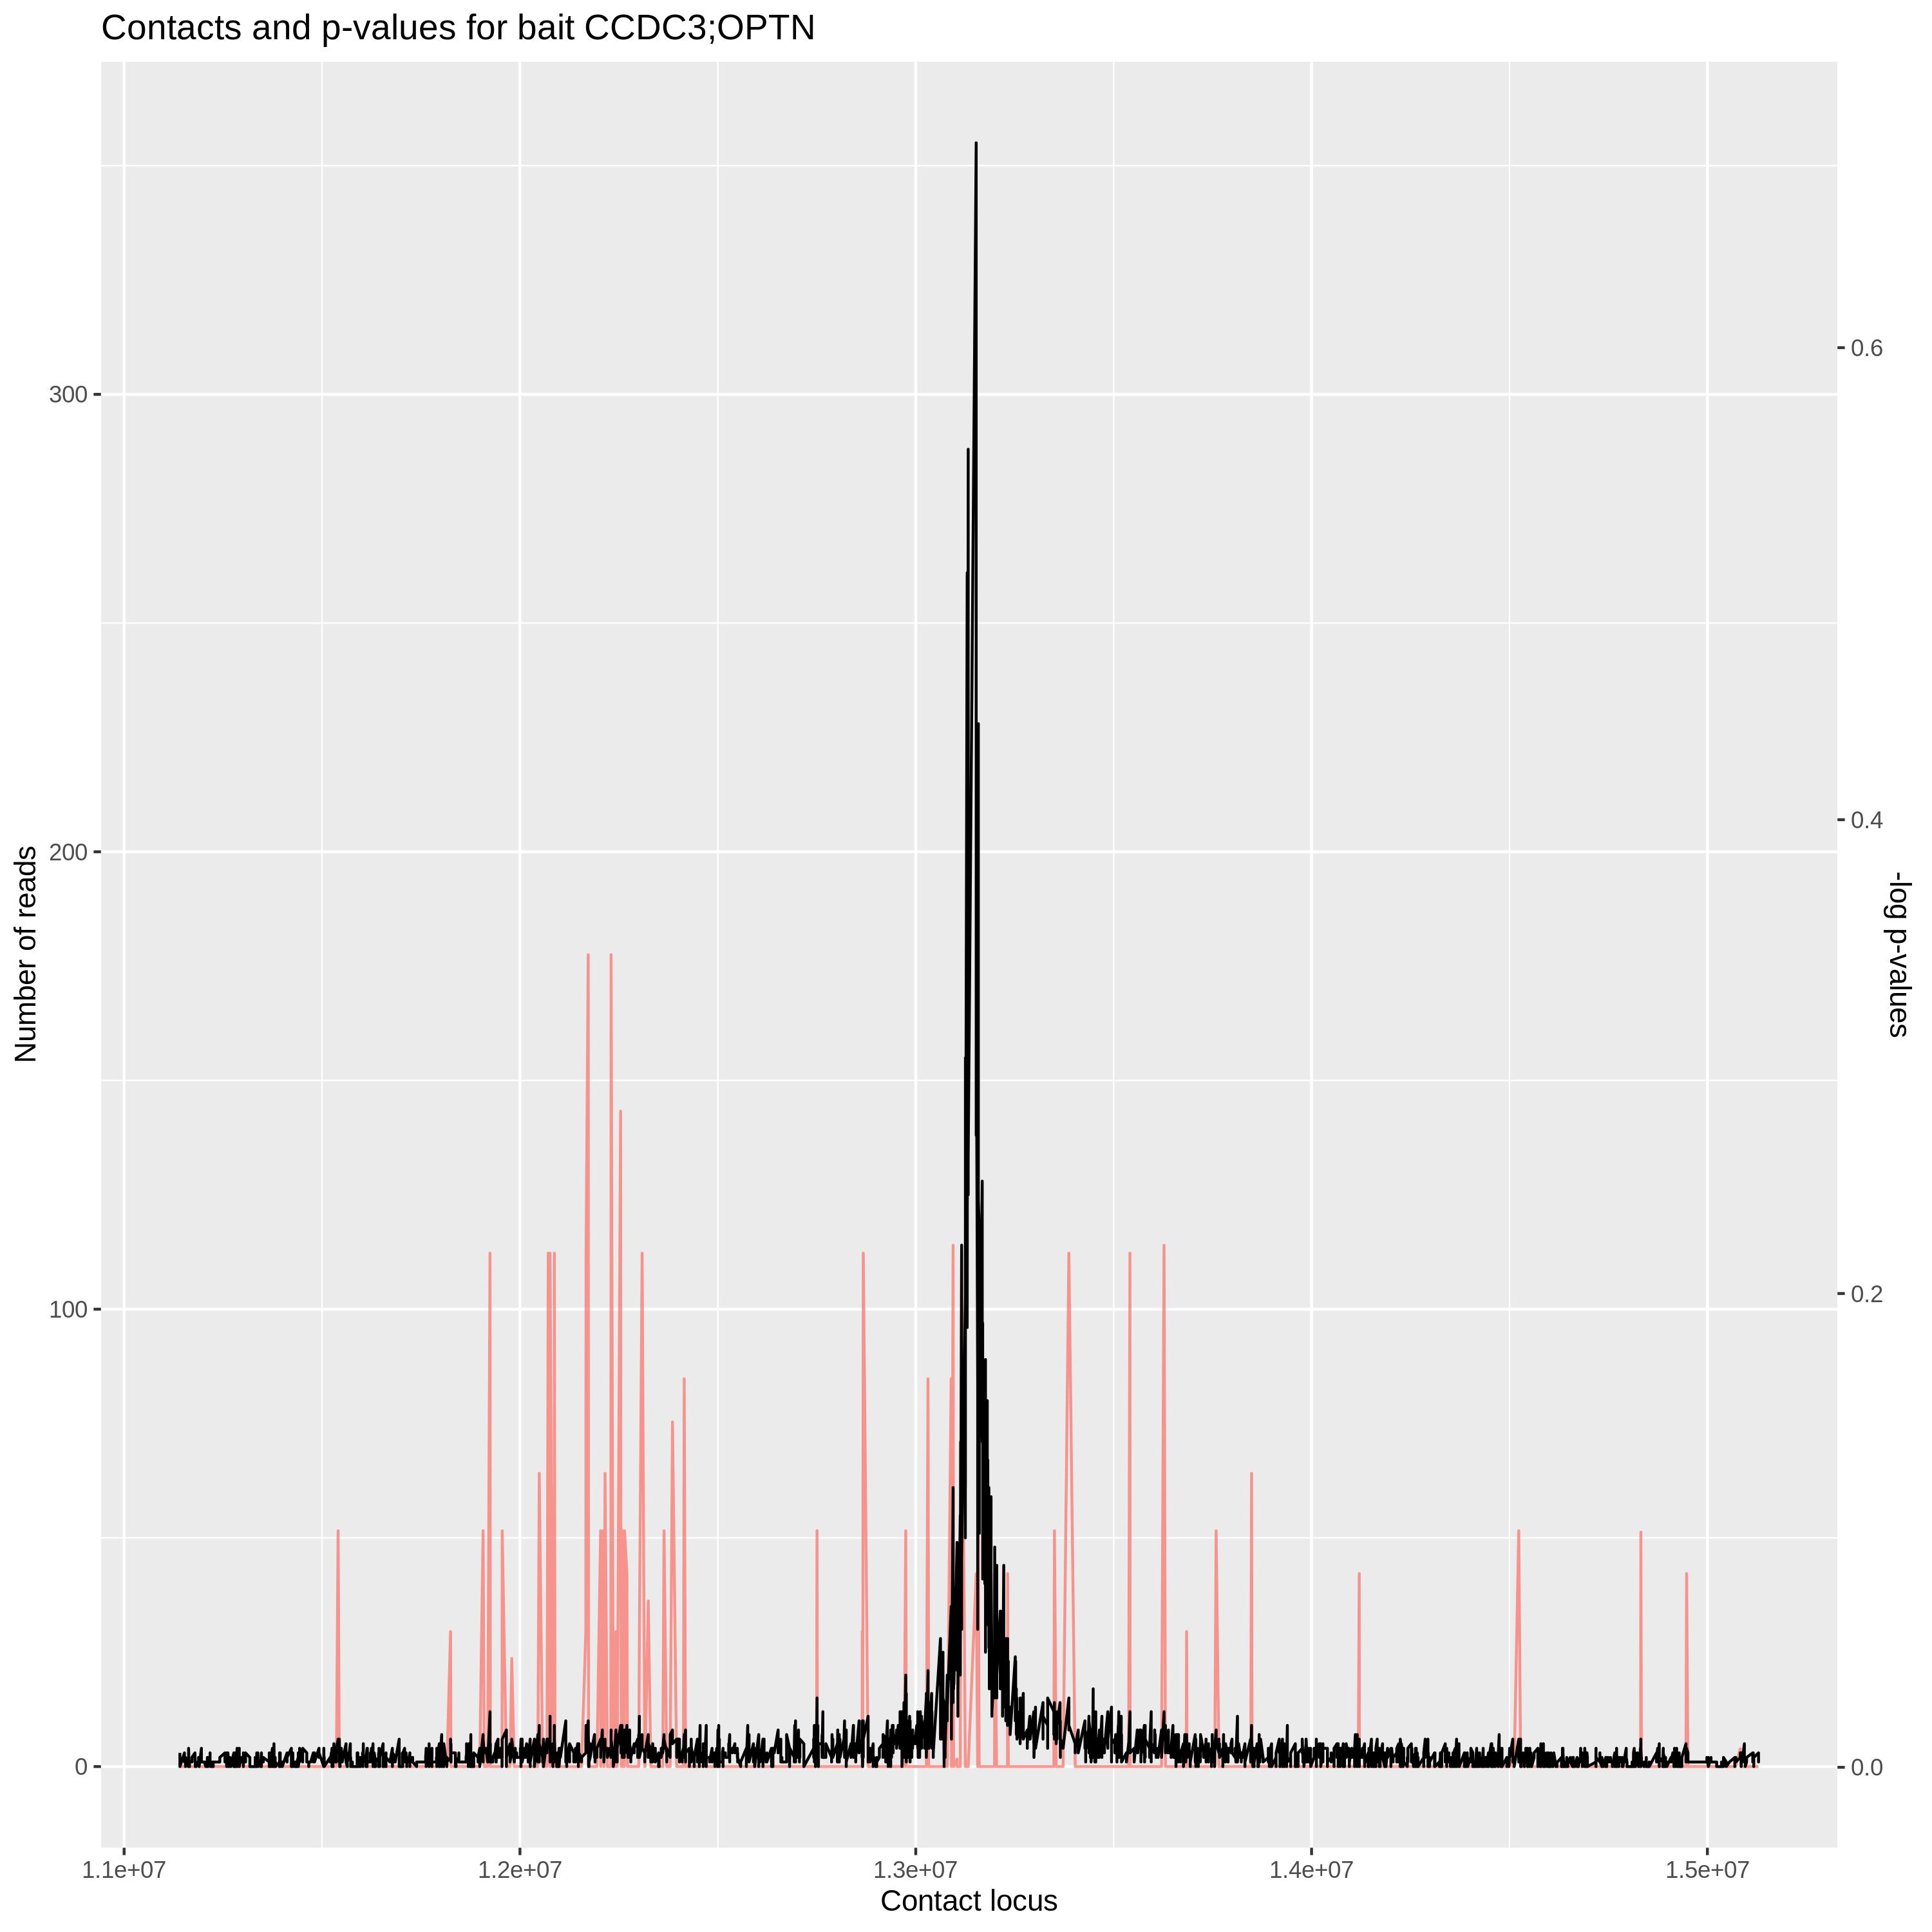 Contacts and p-values for bait CCDC3;OPTN
Number of reads
300
200
100
0
0.6
0.4
0.2
0.0
-log p-values
1.1e+07 1.2e+07 1.3e+07 1.4e+07 1.5e+07
Contact locus